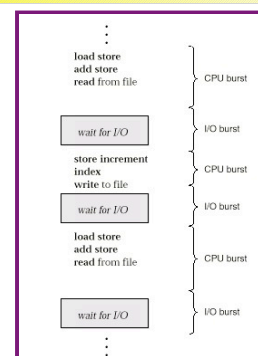 load store
add store
read from file
CPU burst
wait for I/O
I/O burst
store increment
index
write to file
CPU burst
wait for I/O
I/O burst
load store
add store
read from file
CPU burst
wait for I/O
I/O burst